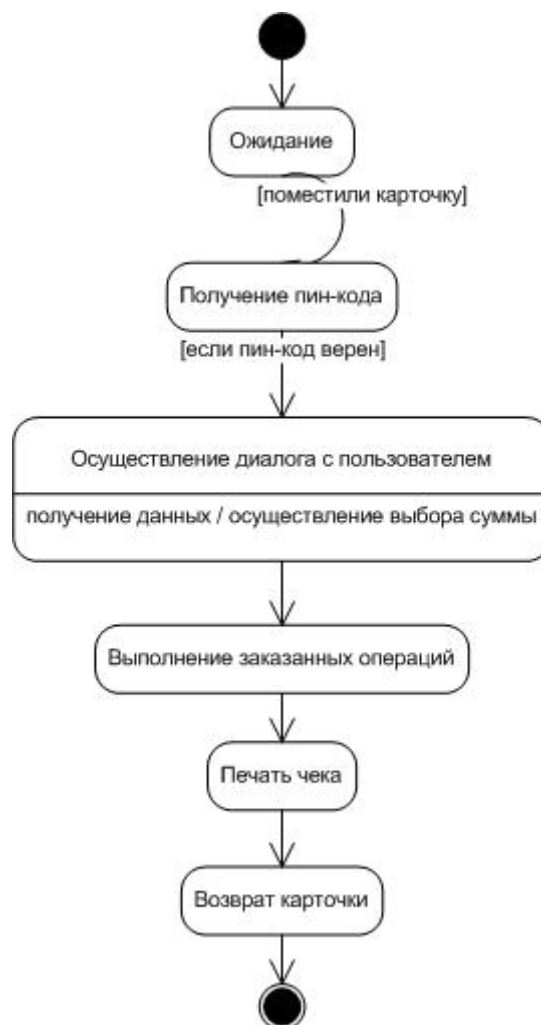 Ожидание
[поместили карточку]
Получение пин-кода
[если пин-код верен]
Осуществление диалога с пользователем
получение данных / осуществление выбора суммы
Выполнение заказанных операций
Печать чека
Возврат карточки